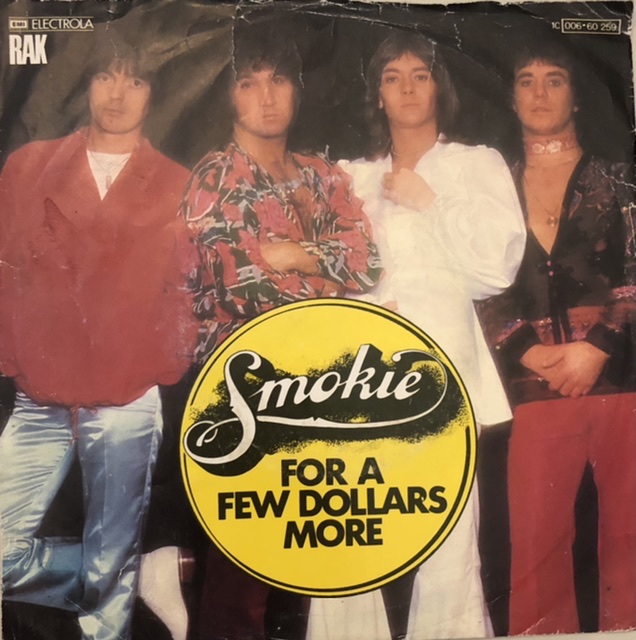 EMI ELECTROLA
1C 006-60 259
RAK
Smokie
FOR A
FEW DOLLARS
MORE